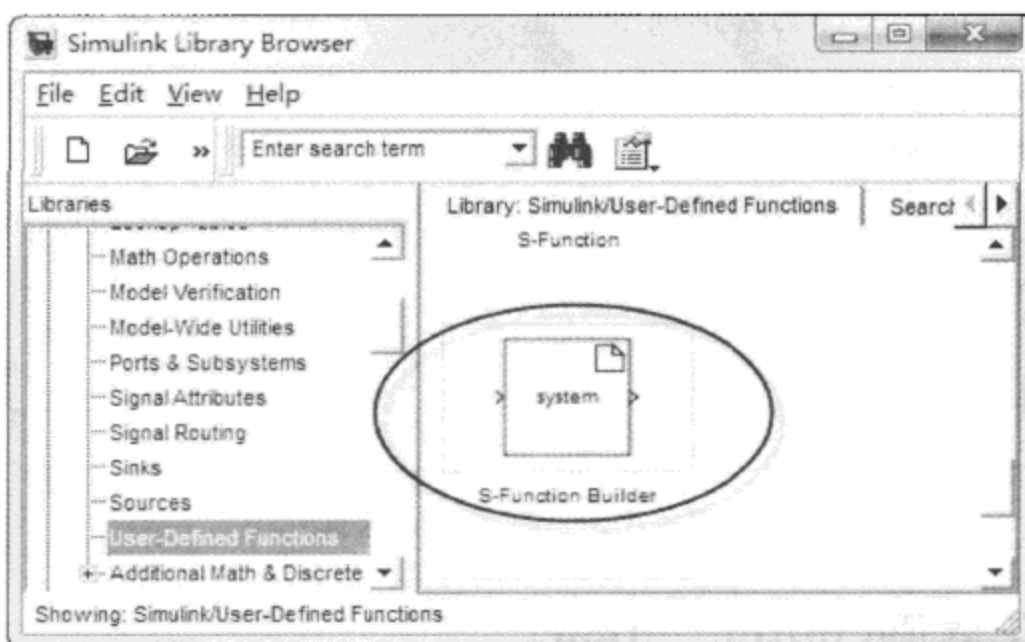 Simulink Library Browser
File Edit View Help
Enter search term
Libraries
Library: Simulink/User-Defined Functions
Search
Lookup Tables
Math Operations
Model Verification
Model-Wide Utilities
Ports & Subsystems
Signal Attributes
Signal Routing
Sinks
Sources
User-Defined Functions
Additional Math & Discrete
S-Function
system
S-Function Builder
Showing: Simulink/User-Defined Functions